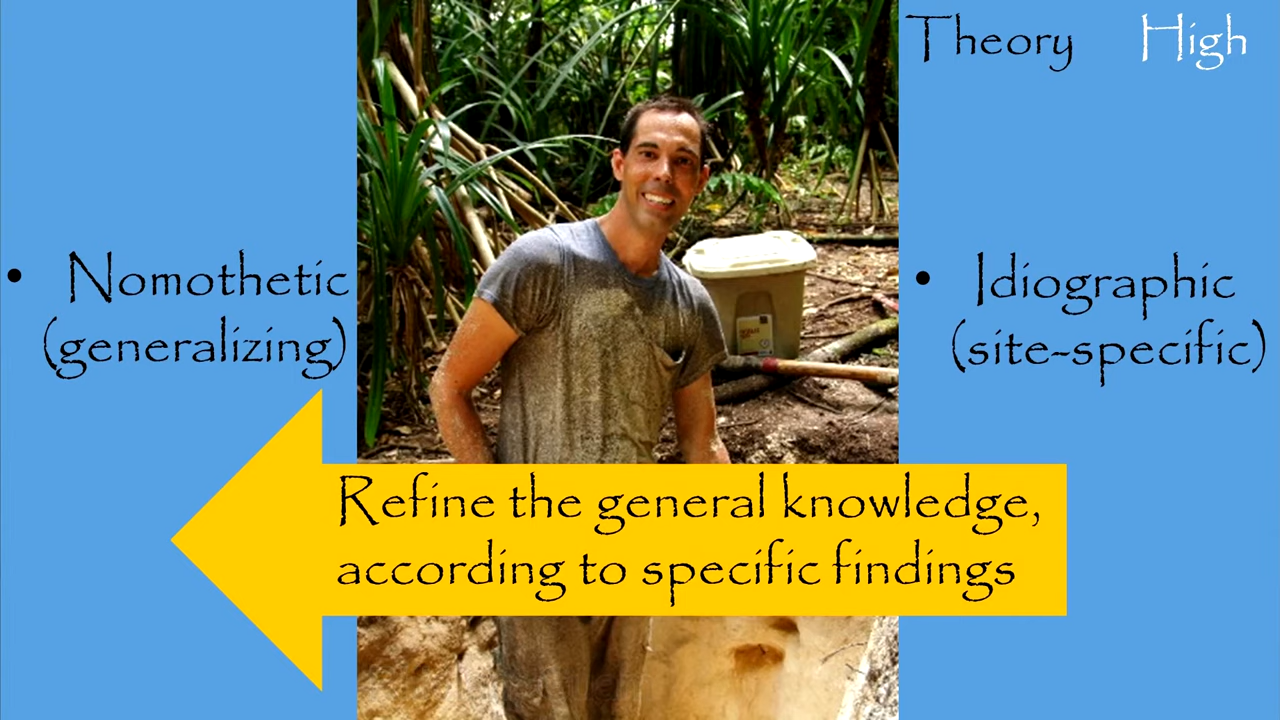 Theory High
• Nomothetic
(generalizing)
• Idiographic
(site-specific)
Refine the general knowledge,
according to specific findings